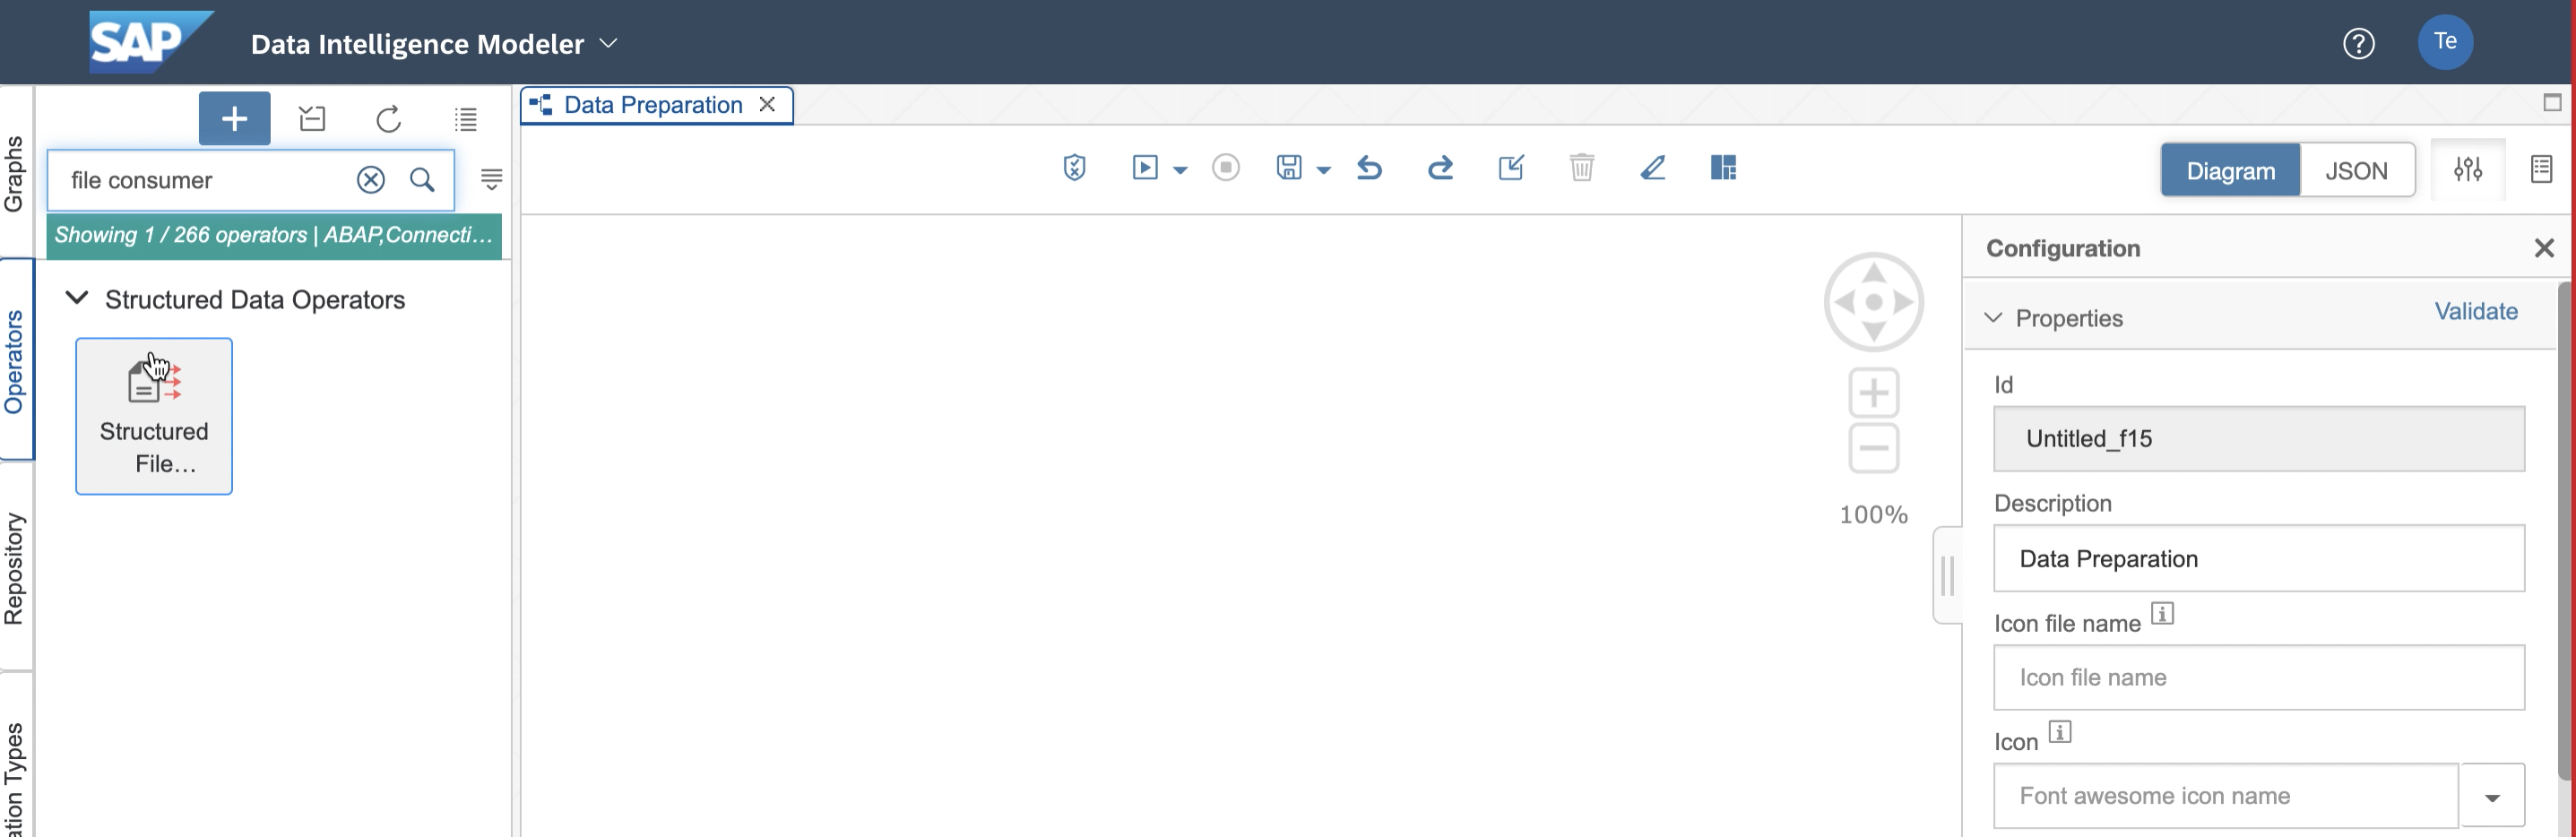 SAP Data Intelligence Modeler
Te
Graphs
Operators
Repository
ation Types
file consumer
Showing 1 / 266 operators | ABAP,Connecti...
Structured Data Operators
Structured
File...
Data Preparation
Diagram
JSON
100%
Configuration
Properties
Validate
Id
Untitled_f15
Description
Data Preparation
Icon file name
Icon file name
Icon
Font awesome icon name